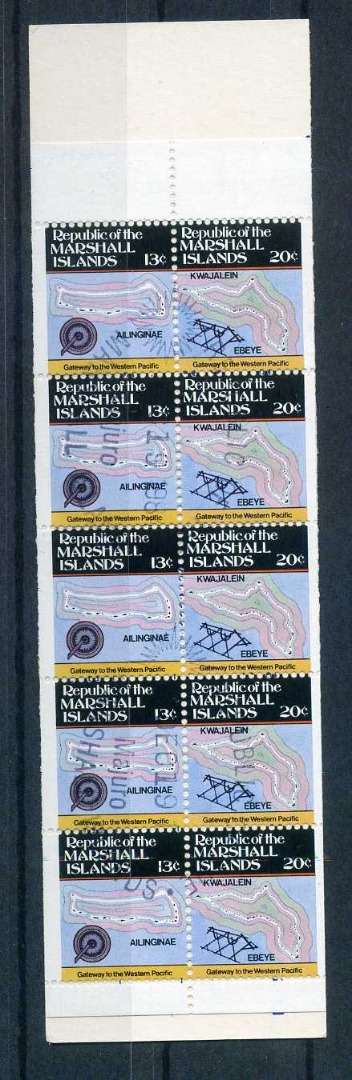 Republic of the
MARSHALL
ISLANDS 13¢
AILINGINAE
Gateway to the Western Pacific
Republic of the
MARSHALL
ISLANDS 20¢
KWAJALEIN
EBEYE
Gateway to the Western Pacific
Republic of the
MARSHALL
ISLANDS 13¢
AILINGINAE
Gateway to the Western Pacific
Republic of the
MARSHALL
ISLANDS 20¢
KWAJALEIN
EBEYE
Gateway to the Western Pacific
Republic of the
MARSHALL
ISLANDS 13¢
AILINGINAE
Gateway to the Western Pacific
Republic of the
MARSHALL
ISLANDS 20¢
KWAJALEIN
EBEYE
Gateway to the Western Pacific
Republic of the
MARSHALL
ISLANDS 13¢
AILINGINAE
Gateway to the Western Pacific
Republic of the
MARSHALL
ISLANDS 20¢
KWAJALEIN
EBEYE
Gateway to the Western Pacific
Republic of the
MARSHALL
ISLANDS 13¢
AILINGINAE
Gateway to the Western Pacific
Republic of the
MARSHALL
ISLANDS 20¢
KWAJALEIN
EBEYE
Gateway to the Western Pacific
Majuro